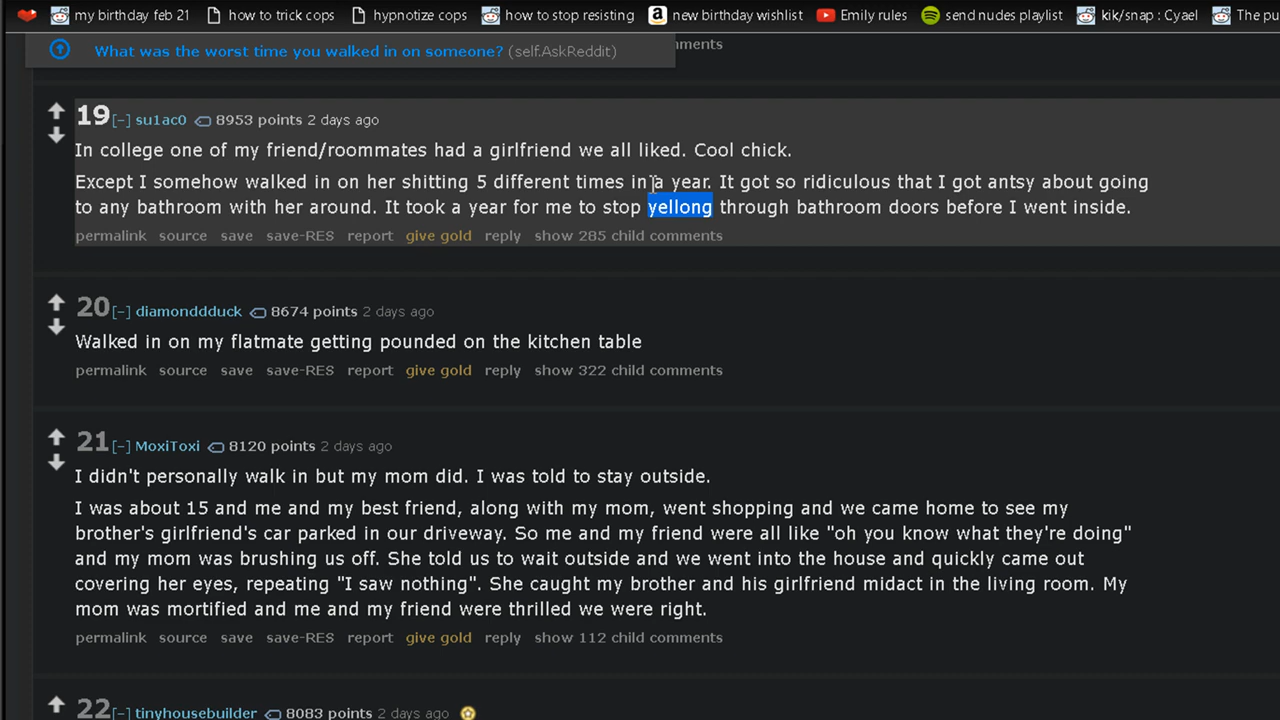 my birthday feb 21 how to trick cops hypnotize cops how to stop resisting new birthday wishlist Emily rules send nudes playlist kik/snap : Cyael The pu
What was the worst time you walked in on someone? (self.AskReddit) mments
19 [-] su1ac0 8953 points 2 days ago
In college one of my friend/roommates had a girlfriend we all liked. Cool chick.
Except I somehow walked in on her shitting 5 different times in a year. It got so ridiculous that I got antsy about going
to any bathroom with her around. It took a year for me to stop yellong through bathroom doors before I went inside.
permalink source save save-RES report give gold reply show 285 child comments
20 [-] diamonddduck 8674 points 2 days ago
Walked in on my flatmate getting pounded on the kitchen table
permalink source save save-RES report give gold reply show 322 child comments
21 [-] MoxiToxi 8120 points 2 days ago
I didn't personally walk in but my mom did. I was told to stay outside.
I was about 15 and me and my best friend, along with my mom, went shopping and we came home to see my
brother's girlfriend's car parked in our driveway. So me and my friend were all like "oh you know what they're doing"
and my mom was brushing us off. She told us to wait outside and we went into the house and quickly came out
covering her eyes, repeating "I saw nothing". She caught my brother and his girlfriend midact in the living room. My
mom was mortified and me and my friend were thrilled we were right.
permalink source save save-RES report give gold reply show 112 child comments
22 [-] tinyhousebuilder 8083 points 2 days ago